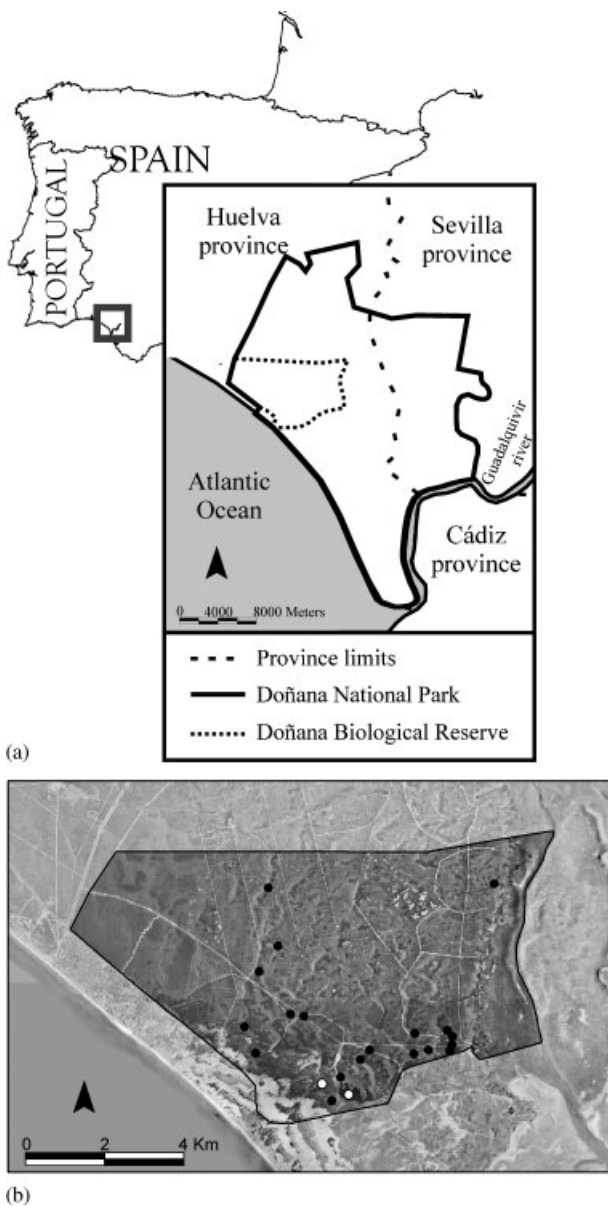 SPAIN
PORTUGAL
Huelva
province
Sevilla
province
Guadalquivir
river
Atlantic
Ocean
Cádiz
province
0 4000 8000 Meters
Province limits
Doñana National Park
Doñana Biological Reserve
(a)
0 2 4 Km
(b)